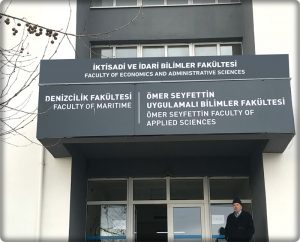 İKTİSADİ VE İDARİ BİLİMLER FAKÜLTESİ
FACULTY OF ECONOMICS AND ADMINISTRATIVE SCIENCES
DENİZCİLİK FAKÜLTESİ
FACULTY OF MARITIME
ÖMER SEYFETTİN
UYGULAMALI BİLİMLER FAKÜLTESİ
ÖMER SEYFETTİN FACULTY OF
APPLIED SCIENCES